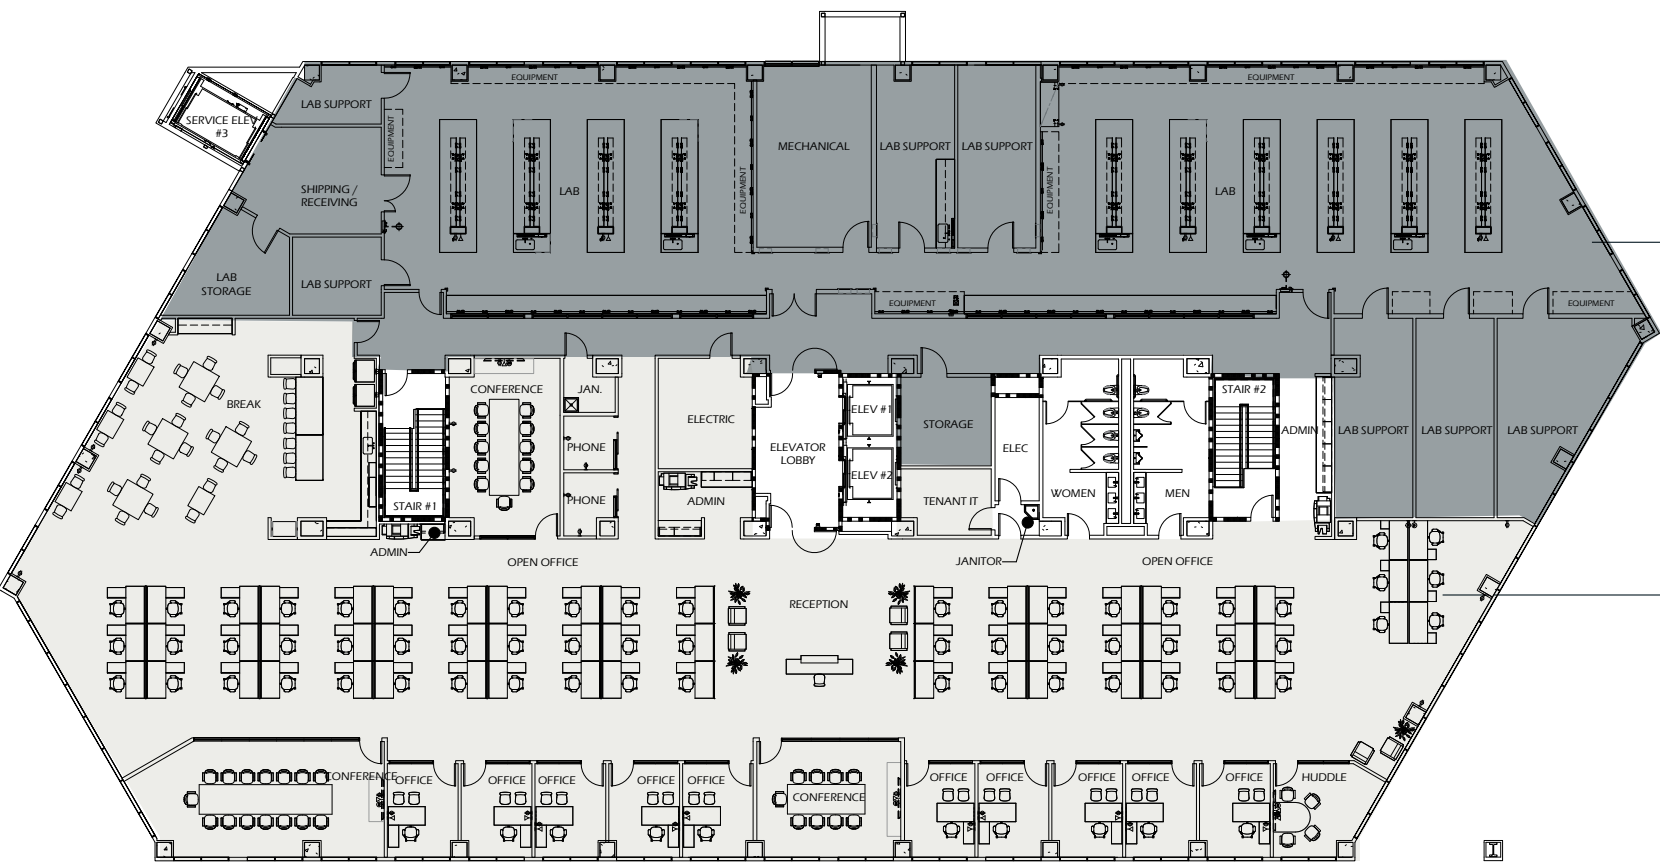 EQUIPMENT
EQUIPMENT
LAB SUPPORT
SERVICE ELEV
#3
EQUIPMENT
MECHANICAL
LAB SUPPORT
LAB SUPPORT
SHIPPING /
RECEIVING
LAB
EQUIPMENT
EQUIPMENT
LAB
LAB
STORAGE
LAB SUPPORT
EQUIPMENT
EQUIPMENT
BREAK
CONFERENCE
JAN.
ELECTRIC
ELEVATOR
LOBBY
ELEV #1
STORAGE
STAIR #2
ELEC
ADMIN
LAB SUPPORT
LAB SUPPORT
LAB SUPPORT
PHONE
ELEV #2
STAIR #1
PHONE
ADMIN
TENANT IT
WOMEN
MEN
ADMIN
OPEN OFFICE
JANITOR
OPEN OFFICE
RECEPTION
CONFERENCE
OFFICE
OFFICE
OFFICE
OFFICE
OFFICE
CONFERENCE
OFFICE
OFFICE
OFFICE
OFFICE
OFFICE
HUDDLE